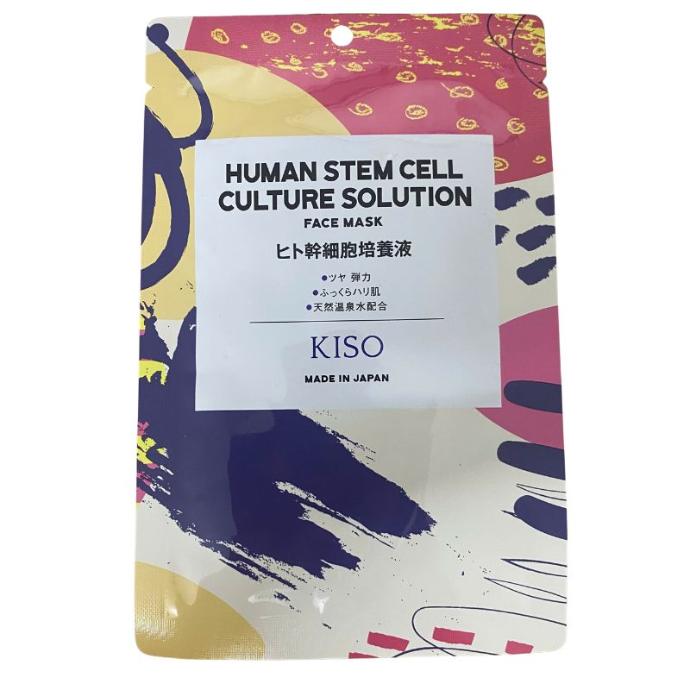 HUMAN STEM CELL
CULTURE SOLUTION
FACE MASK
ヒト幹細胞培養液
●ツヤ 弾力
●ふっくらハリ肌
●天然温泉水配合
KISO
MADE IN JAPAN